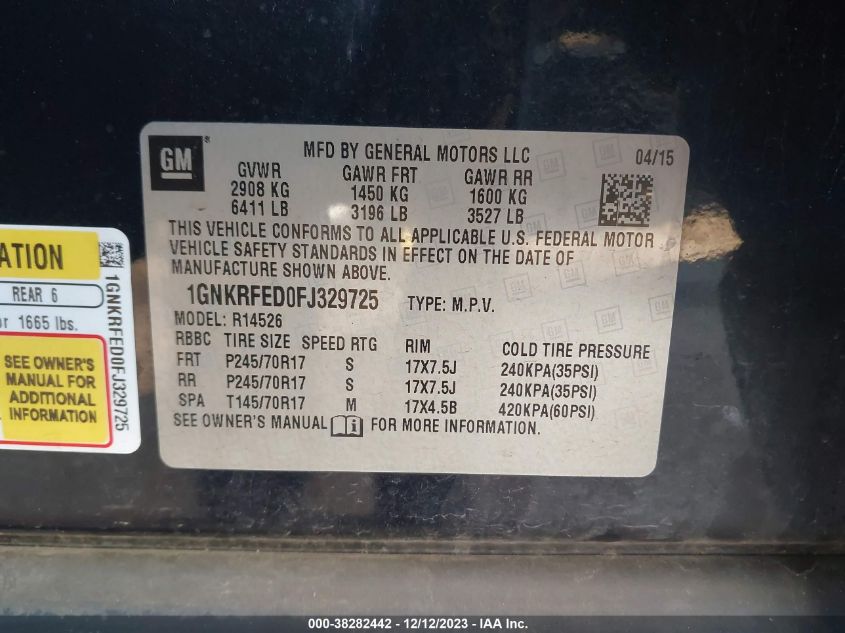 GM
MFD BY GENERAL MOTORS LLC
04/15
GVWR GAWR FRT GAWR RR
2908 KG 1450 KG 1600 KG
6411 LB 3196 LB 3527 LB
THIS VEHICLE CONFORMS TO ALL APPLICABLE U.S. FEDERAL MOTOR
VEHICLE SAFETY STANDARDS IN EFFECT ON THE DATE OF
MANUFACTURE SHOWN ABOVE.
1GNKRFED0FJ329725 TYPE: M.P.V.
MODEL: R14526
RBBC TIRE SIZE SPEED RTG RIM COLD TIRE PRESSURE
FRT P245/70R17 S 17X7.5J 240KPA(35PSI)
RR P245/70R17 S 17X7.5J 240KPA(35PSI)
SPA T145/70R17 M 17X4.5B 420KPA(60PSI)
SEE OWNER'S MANUAL FOR MORE INFORMATION.
ATION
REAR 6
or 1665 lbs.
SEE OWNER'S
MANUAL FOR
ADDITIONAL
INFORMATION
1GNKRFED0FJ329725
000-38282442 - 12/12/2023 - IAA Inc.